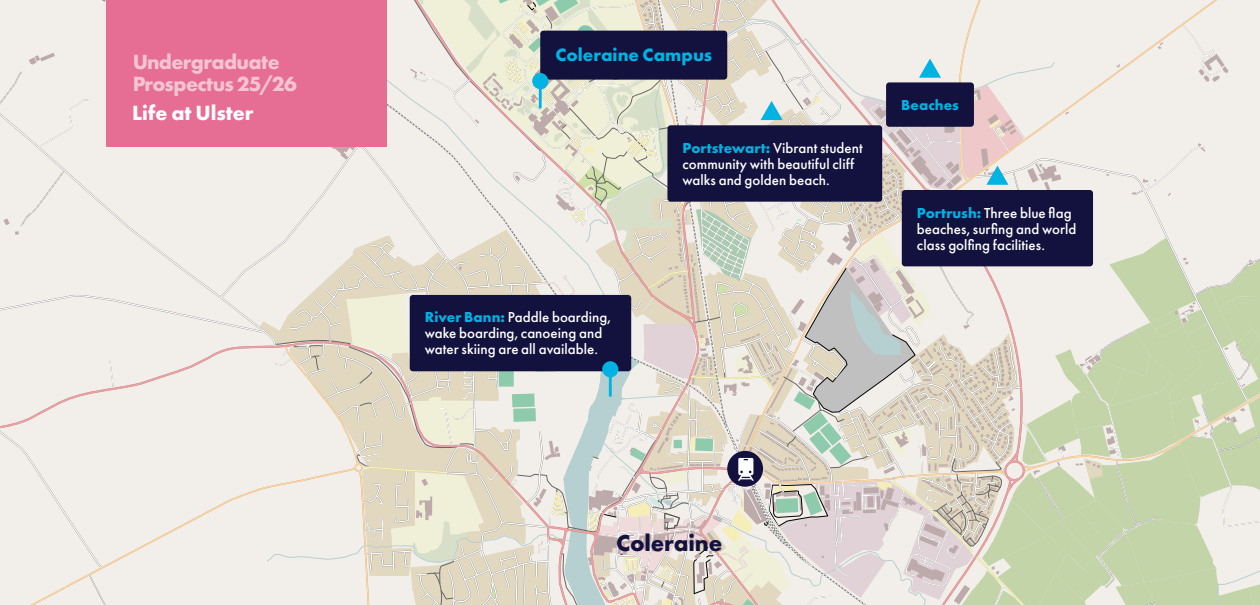 Undergraduate
Prospectus 25/26
Life at Ulster
Coleraine Campus
Beaches
Portstewart: Vibrant student
community with beautiful cliff
walks and golden beach.
Portrush: Three blue flag
beaches, surfing and world
class golfing facilities.
River Bann: Paddle boarding,
wake boarding, canoeing and
water skiing are all available.
Coleraine